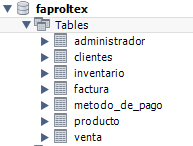 faproltex
Tables
administrador
clientes
inventario
factura
metodo_de_pago
producto
venta